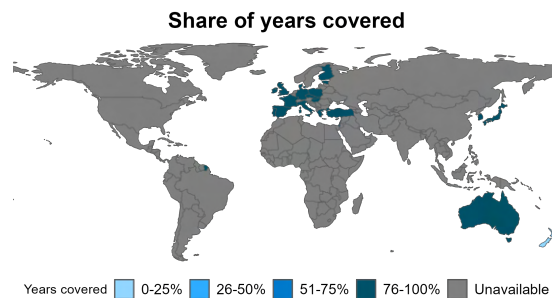 Share of years covered
Years covered 0-25% 26-50% 51-75% 76-100% Unavailable